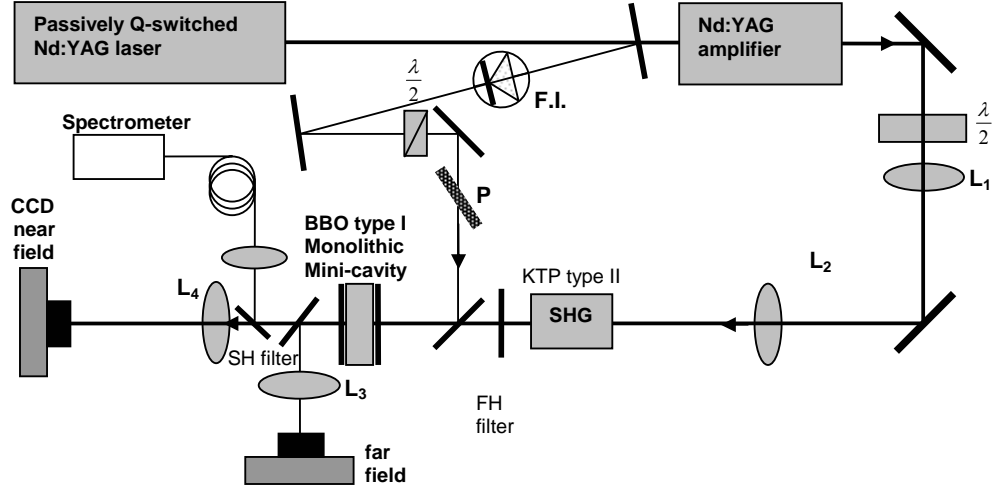 Passively Q-switched
Nd:YAG laser
Nd:YAG
amplifier
λ/2
F.I.
Spectrometer
λ/2
L1
P
CCD
near
field
BBO type I
Monolithic
Mini-cavity
L2
KTP type II
L4
SHG
SH filter
L3
FH
filter
far
field